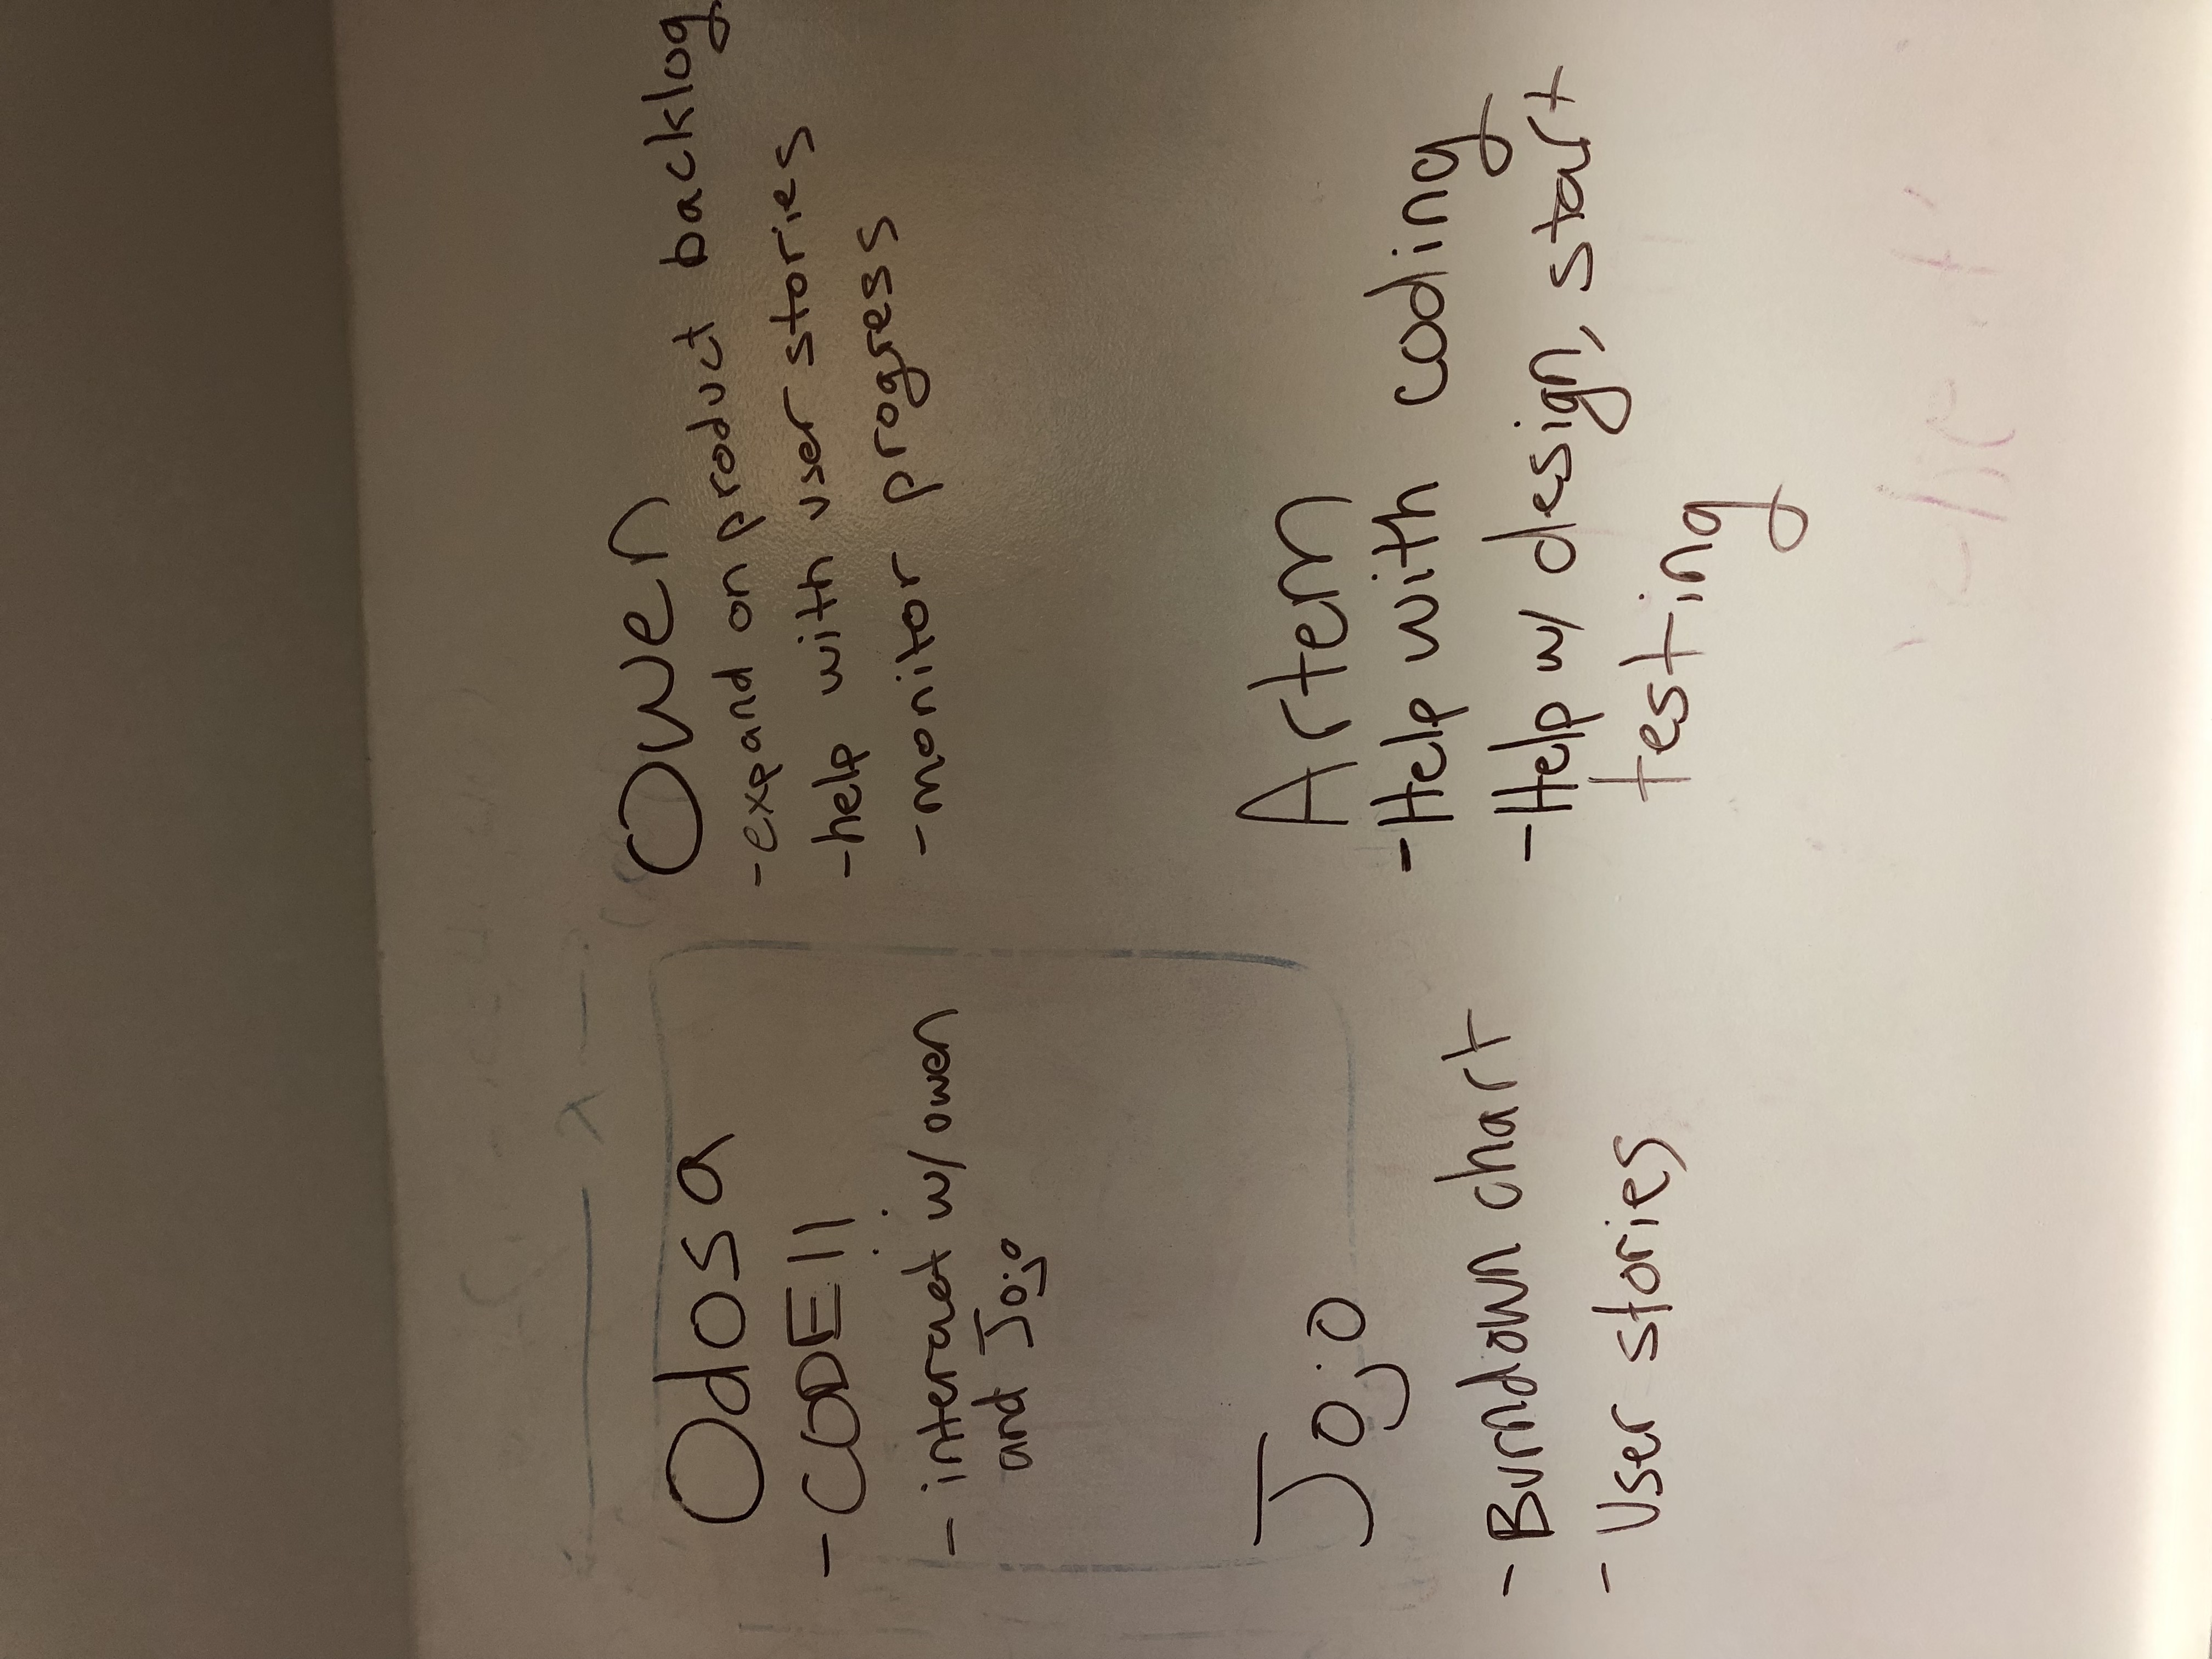 Odosa
- CODE!!
- interact w/ owen
and Jojo
Owen
- expand on product backlog
- help with user stories
- monitor progress
Jojo
- Burndown chart
- User stories
Artem
- Help with coding
- Help w/ design, start
testing